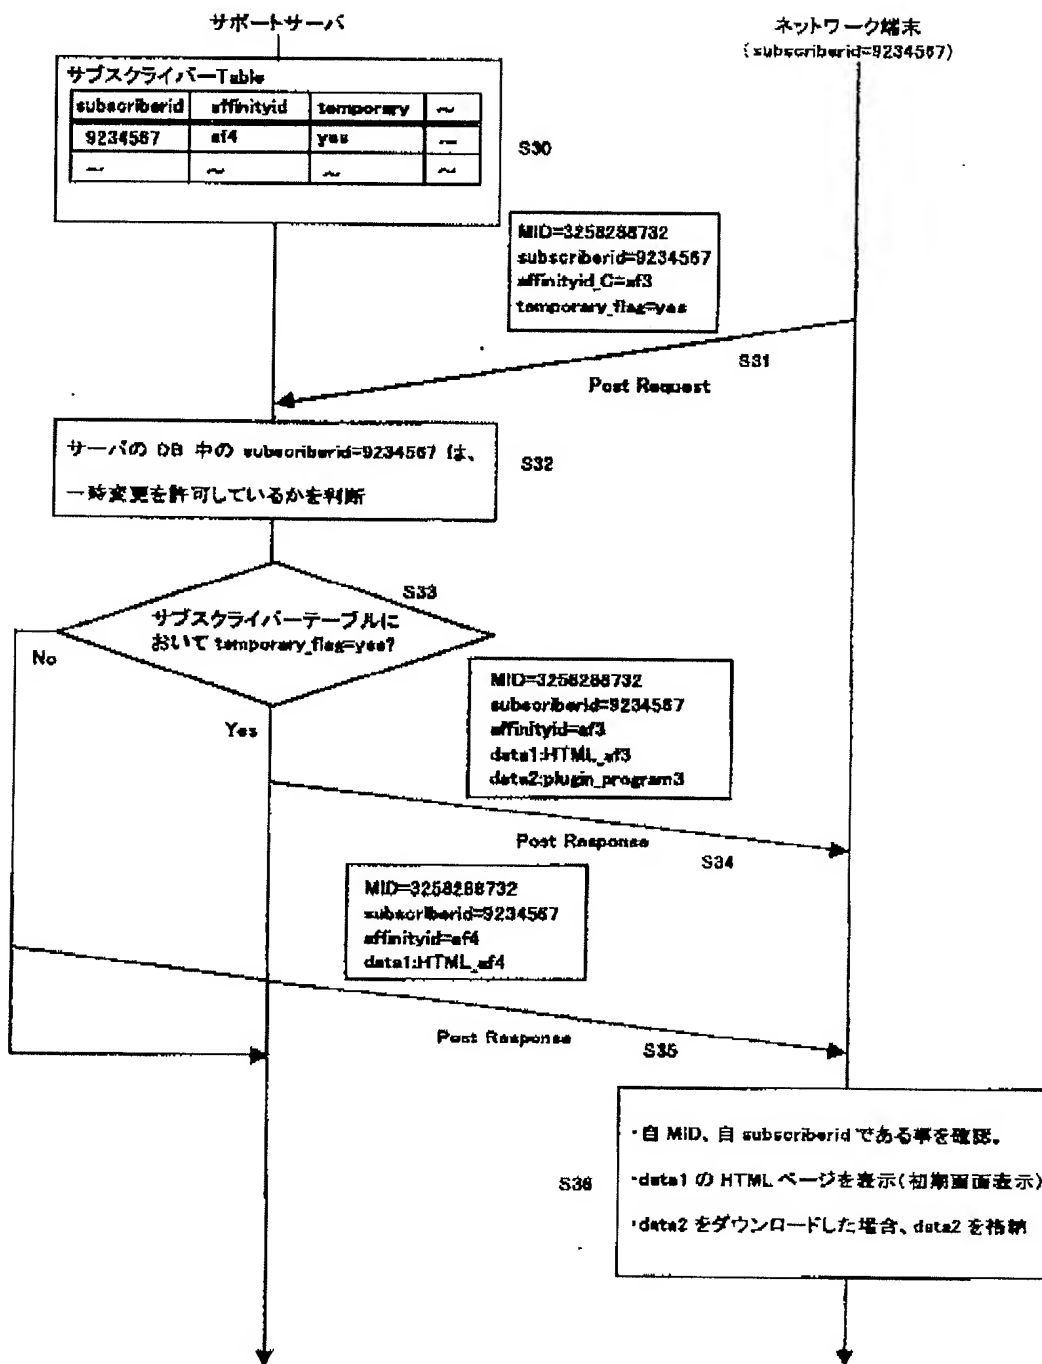 サポートサーバ
ネットワーク端末
(subscriberid=9234567)
サブスクライバーTable
subscriberid affinityid temporary ～
9234567 af4 yes ～
～ ～ ～ ～
S30
MID=3258288732
subscriberid=9234567
affinityid_C=af3
temporary_flag=yes
S31
Post Request
サーバの DB 中の subscriberid=9234567 は、
一時変更を許可しているかを判断
S32
S33
サブスクライバーテーブルに
おいて temporary_flag=yes?
No
Yes
MID=3258288732
subscriberid=9234567
affinityid=af3
data1:HTML_af3
data2:plugin_program3
Post Response
S34
MID=3258288732
subscriberid=9234567
affinityid=af4
data1:HTML_af4
Post Response
S35
S36
・自 MID、自 subscriberid である事を確認。
・data1 の HTML ページを表示(初期画面表示)
・data2 をダウンロードした場合、data2 を格納